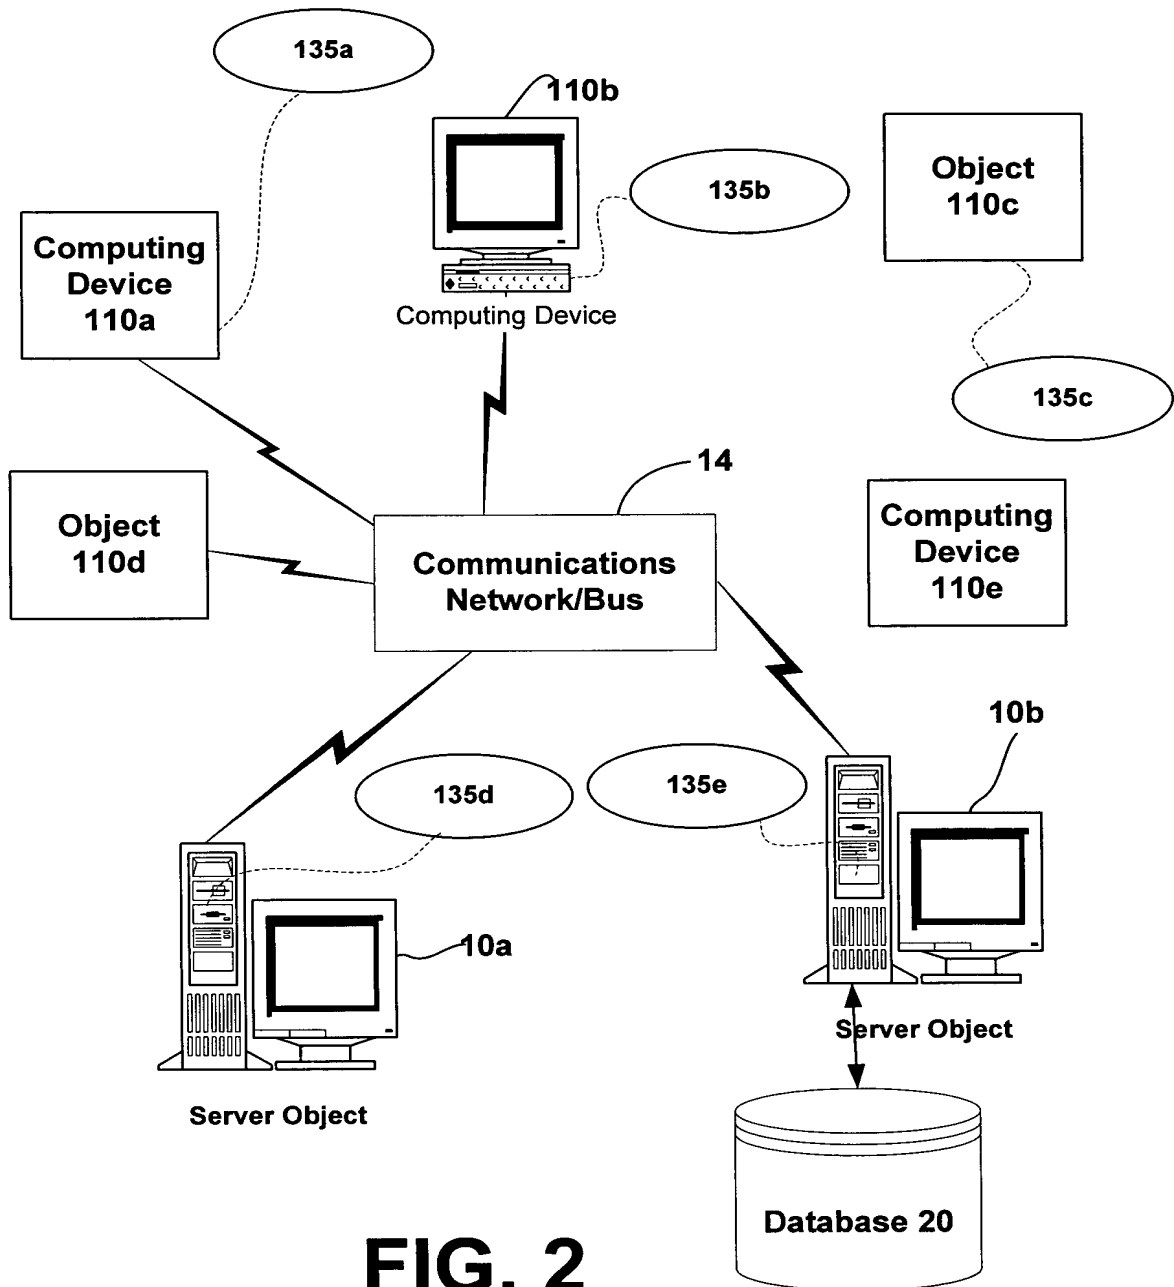 135a
110b
135b
Object
110c
Computing
Device
110a
Computing Device
135c
14
Object
110d
Communications
Network/Bus
Computing
Device
110e
10b
135d
135e
10a
Server Object
Server Object
Database 20
FIG. 2